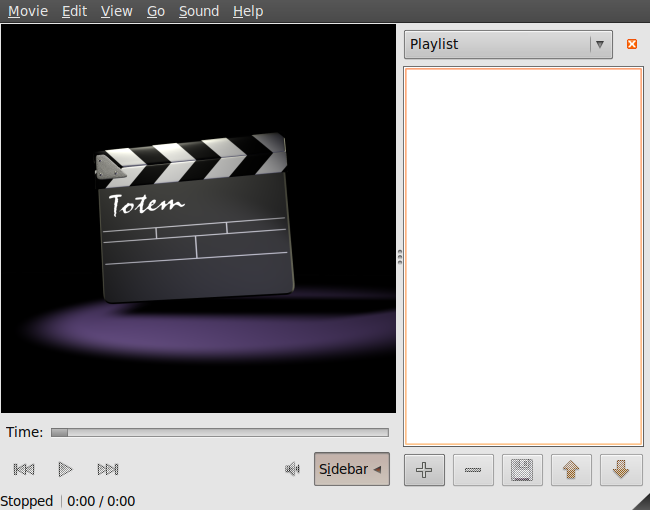 Movie Edit View Go Sound Help
Playlist
Totem
Time:
Sidebar
Stopped 0:00 / 0:00